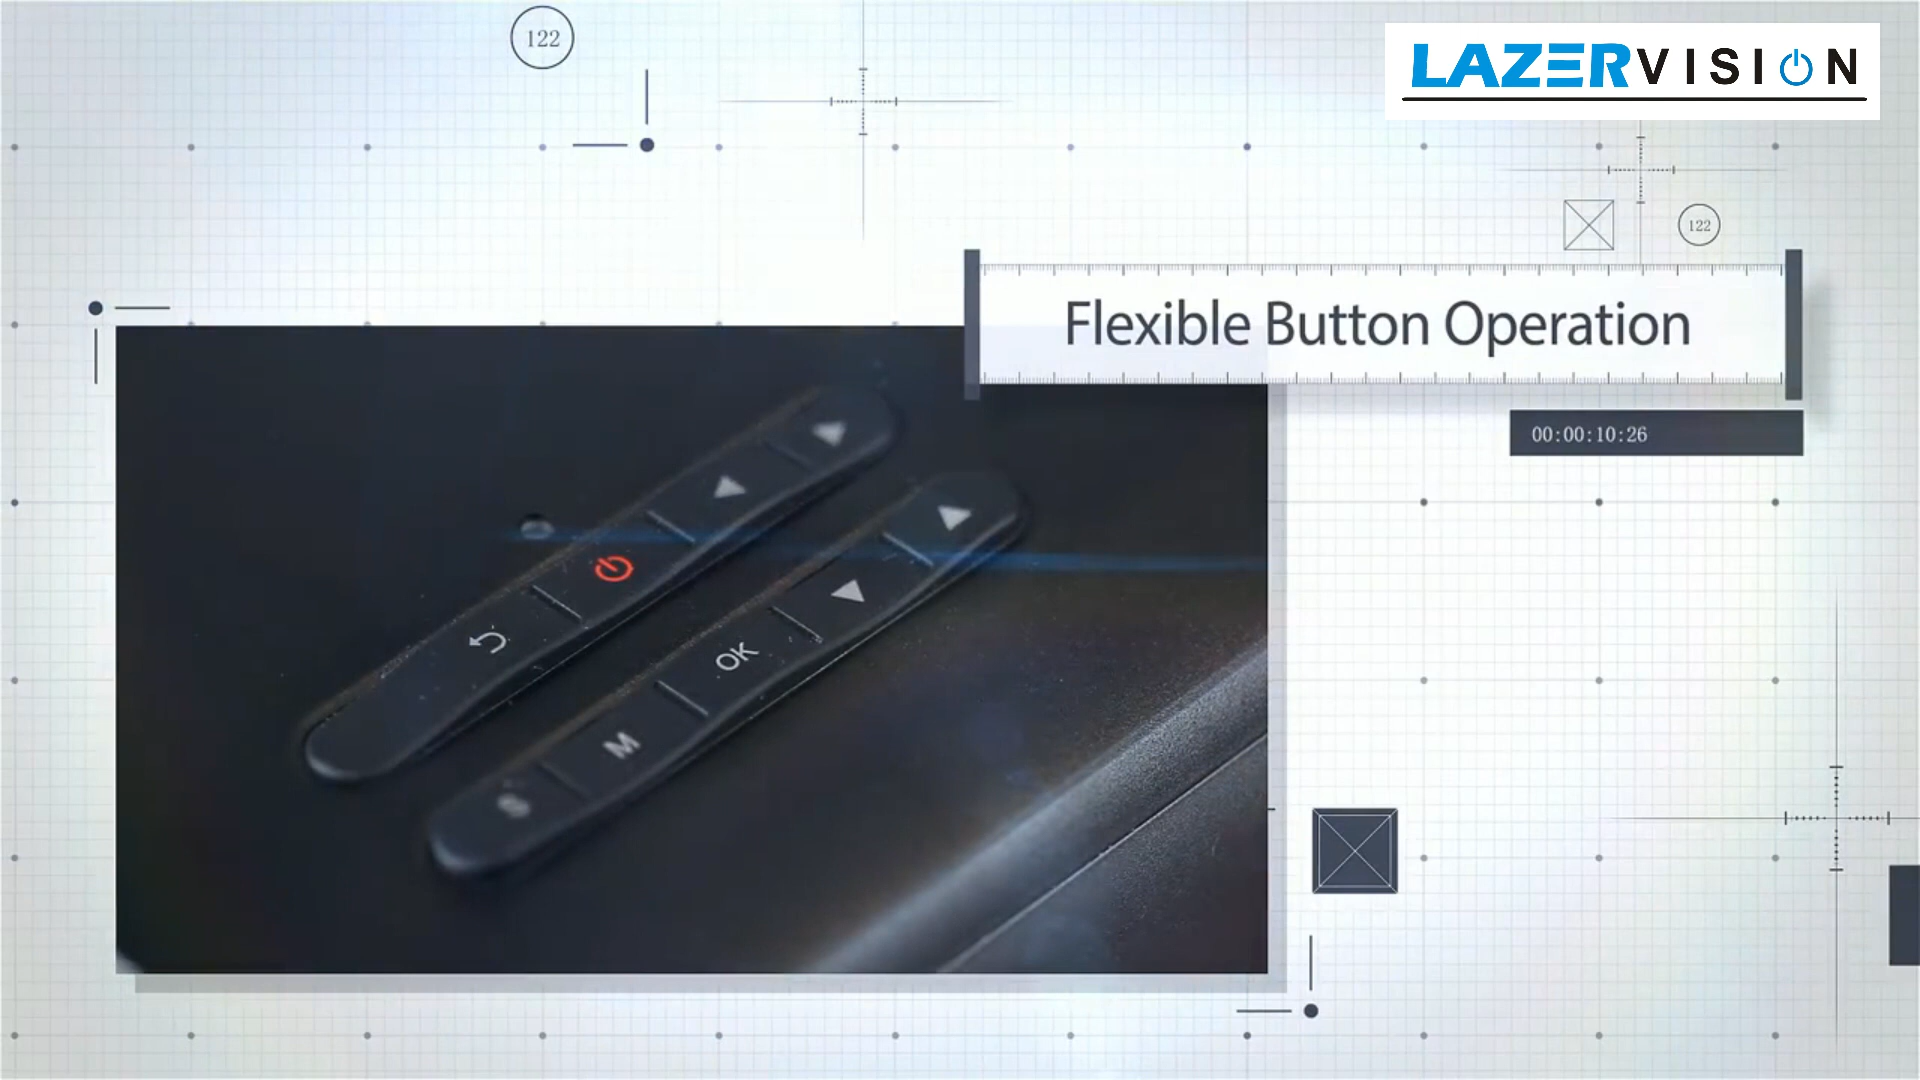 122
LAZERVISION
122
Flexible Button Operation
00:00:10:26
OK
M
S